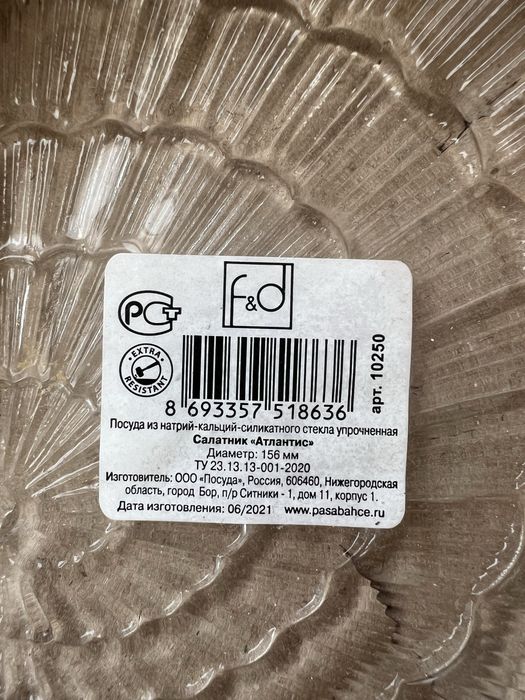 f&d
РСТ
EXTRA
RESISTANT
8 693357 518636
арт. 10250
Посуда из натрий-кальций-силикатного стекла упрочненная
Салатник «Атлантис»
Диаметр: 156 мм
ТУ 23.13.13-001-2020
Изготовитель: ООО «Посуда», Россия, 606460, Нижегородская
область, город Бор, п/р Ситники - 1, дом 11, корпус 1.
Дата изготовления: 06/2021 www.pasabahce.ru